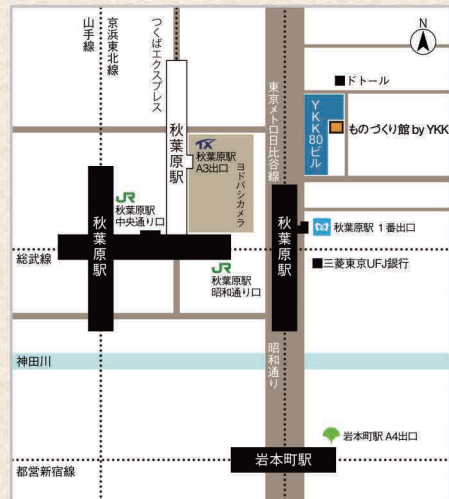 山手線
京浜東北線
つくばエクスプレス
東京メトロ日比谷線
N
■ドトール
YKK80ビル
ものづくり館 by YKK
秋葉原駅
TX
秋葉原駅
A3出口
ヨドバシカメラ
JR
秋葉原駅
中央通り口
秋葉原駅
秋葉原駅
秋葉原駅 1番出口
総武線
JR
秋葉原駅
昭和通り口
■三菱東京UFJ銀行
昭和通り
神田川
岩本町駅 A4出口
岩本町駅
都営新宿線